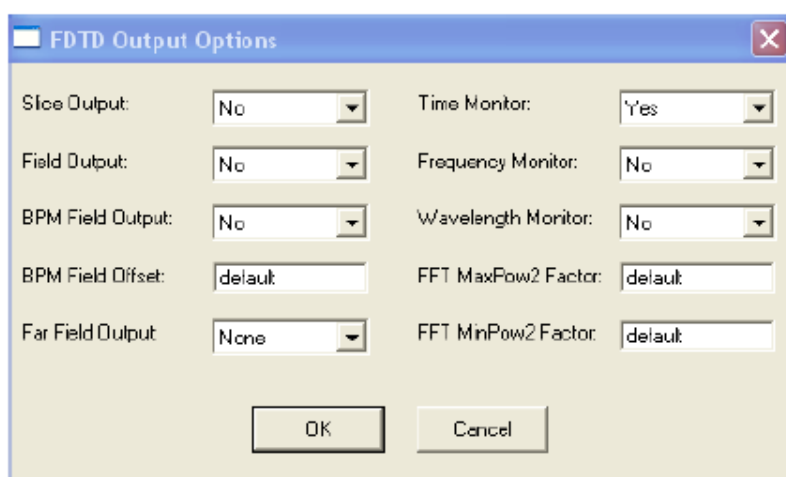 FDTD Output Options
Slice Output: No Time Monitor: Yes
Field Output: No Frequency Monitor: No
BPM Field Output: No Wavelength Monitor: No
BPM Field Offset: default FFT MaxPow2 Factor: default
Far Field Output None FFT MinPow2 Factor: default
OK Cancel